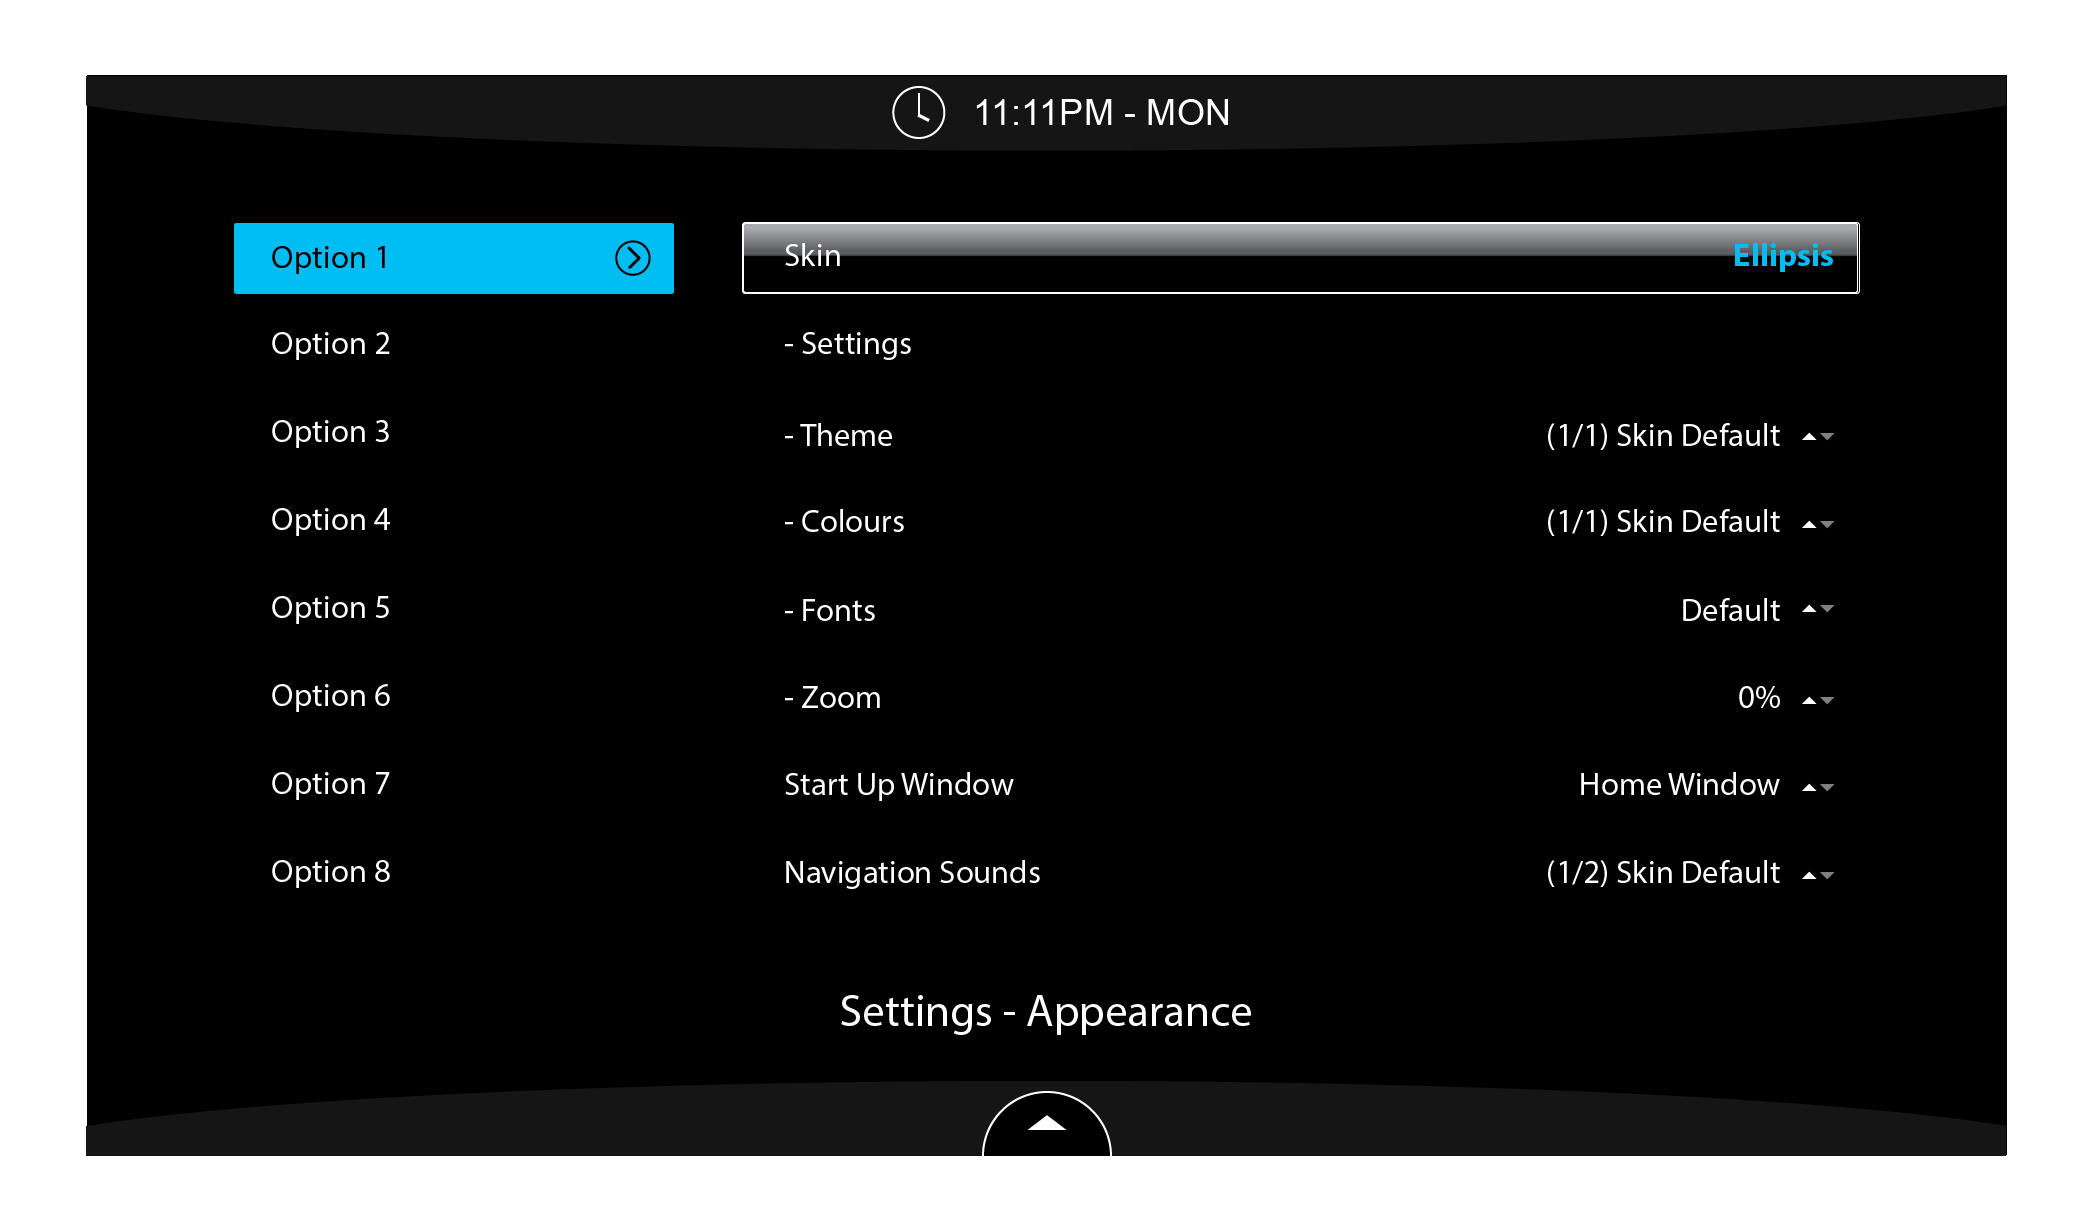 11:11PM - MON
Option 1
Option 2
Option 3
Option 4
Option 5
Option 6
Option 7
Option 8
Skin Ellipsis
- Settings
- Theme (1/1) Skin Default
- Colours (1/1) Skin Default
- Fonts Default
- Zoom 0%
Start Up Window Home Window
Navigation Sounds (1/2) Skin Default
Settings - Appearance